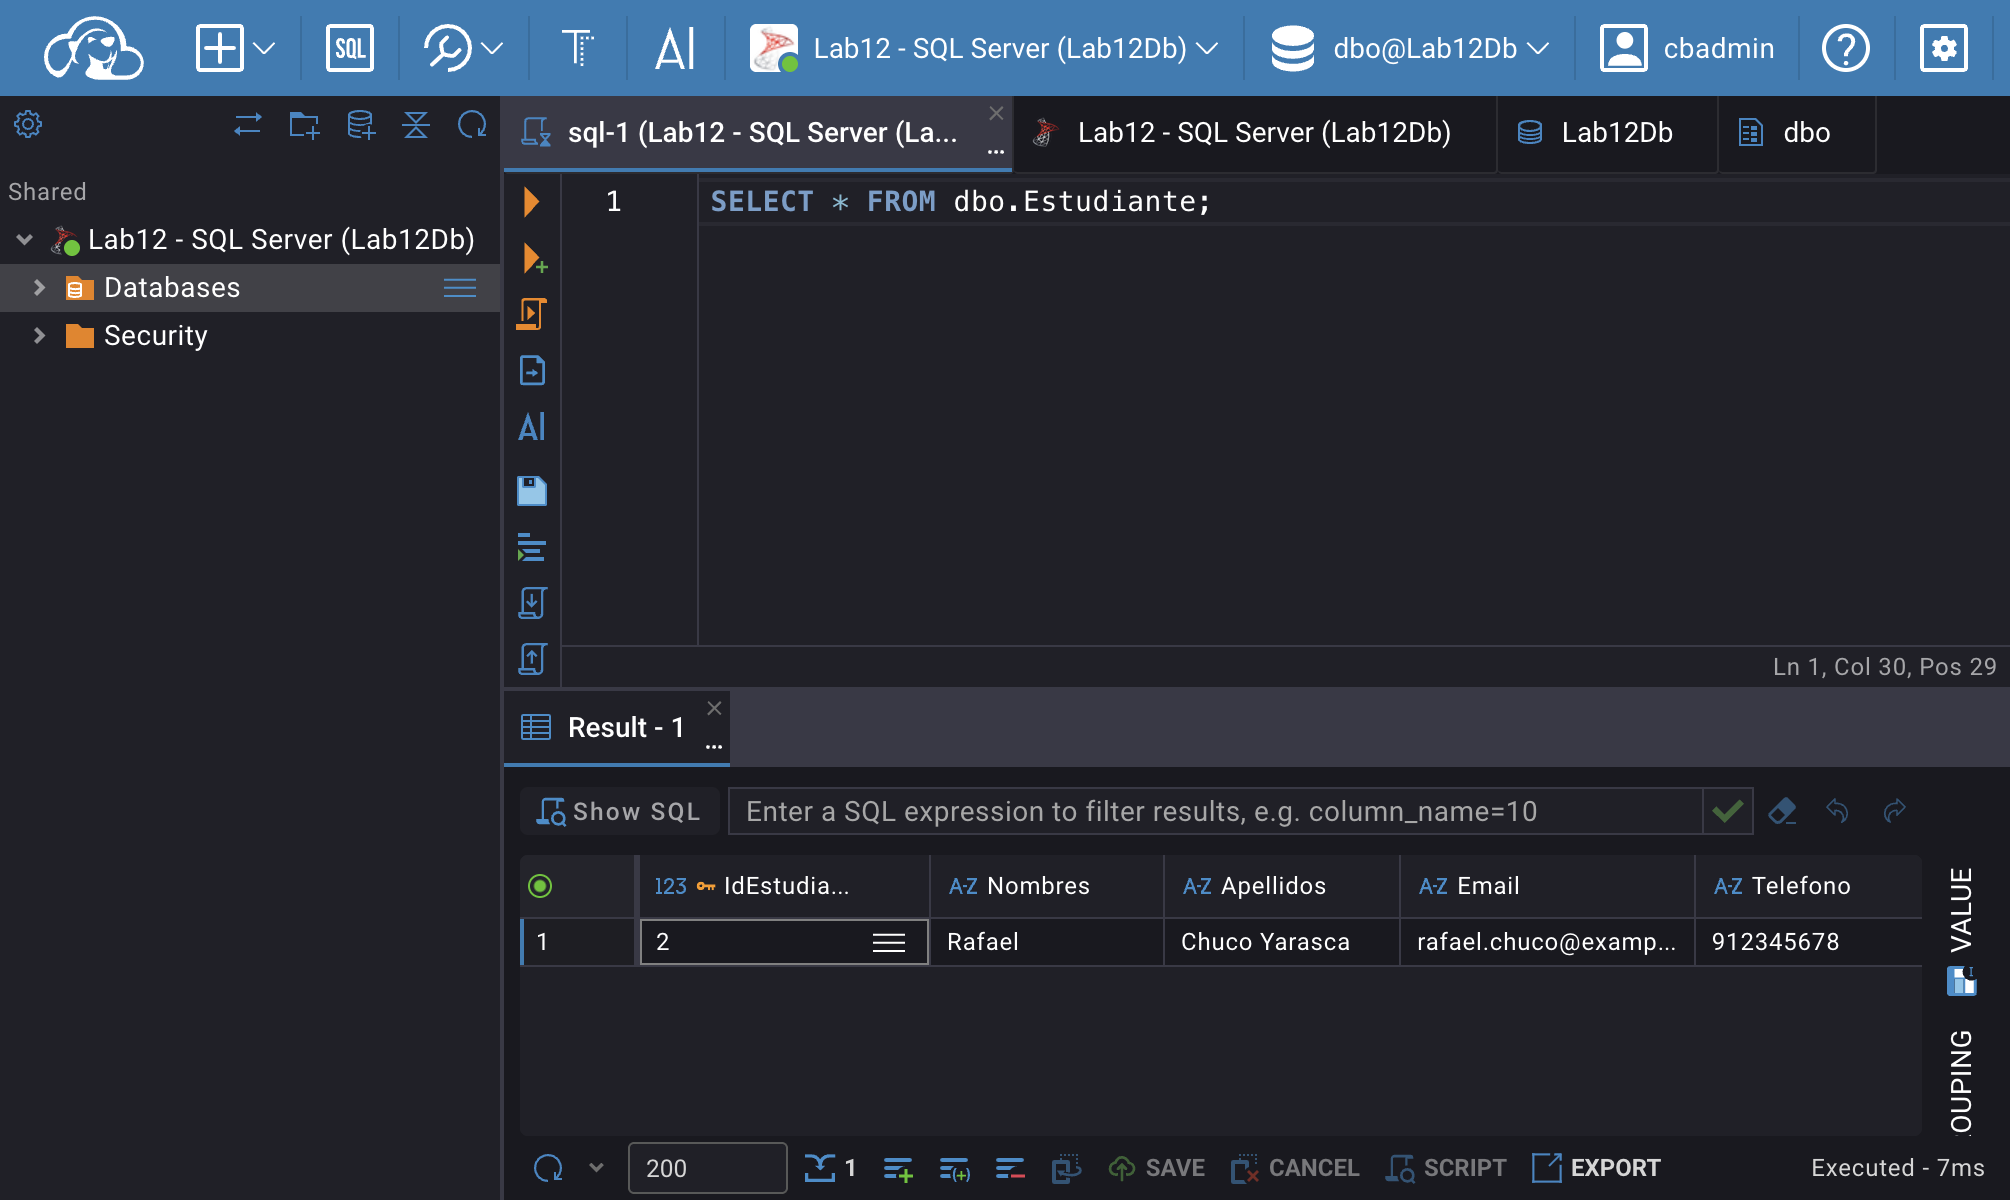 SQL
AI
Lab12 - SQL Server (Lab12Db)
dbo@Lab12Db
cbadmin
?
sql-1 (Lab12 - SQL Server (La...
Lab12 - SQL Server (Lab12Db)
Lab12Db
dbo
Shared
Lab12 - SQL Server (Lab12Db)
Databases
Security
1
SELECT * FROM dbo.Estudiante;
AI
Ln 1, Col 30, Pos 29
Result - 1
Show SQL
Enter a SQL expression to filter results, e.g. column_name=10
123 IdEstudia... A-Z Nombres A-Z Apellidos A-Z Email A-Z Telefono
1 2 Rafael Chuco Yarasca rafael.chuco@examp... 912345678
VALUE
200
1
SAVE
CANCEL
SCRIPT
EXPORT
Executed - 7ms